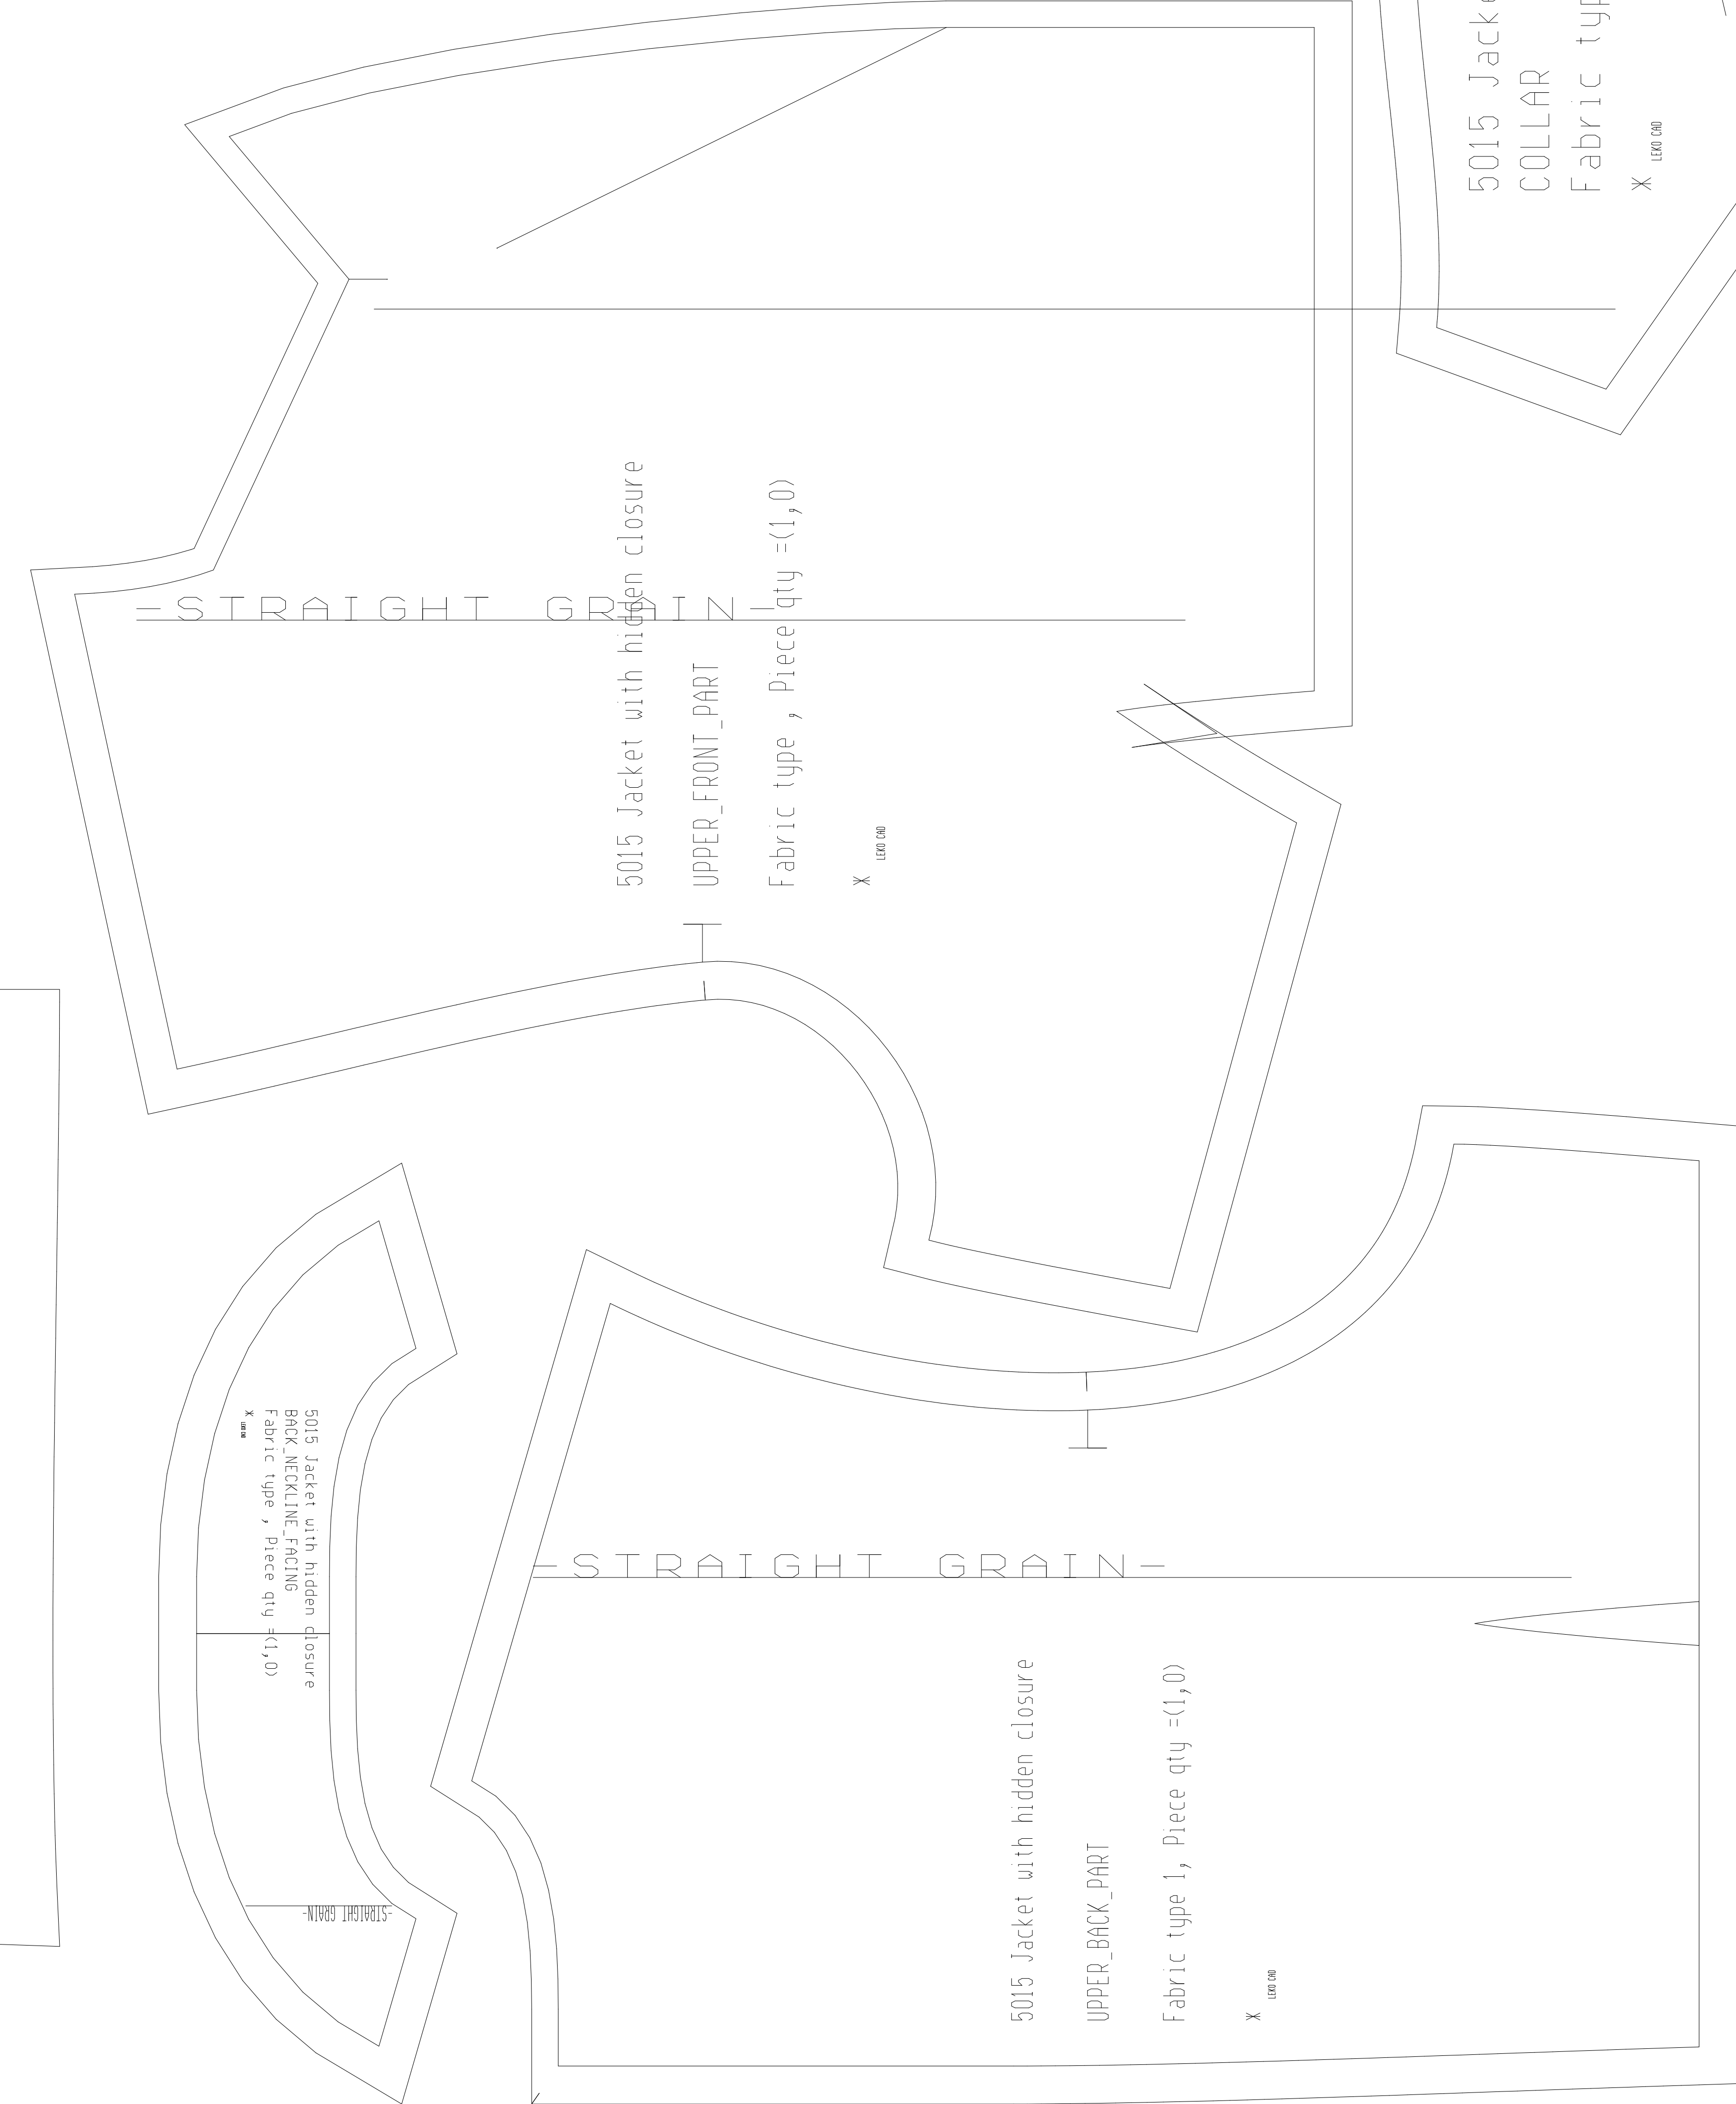 5015 Jacke
COLLAR
Fabric typ
LEKO CAD
-STRAIGHT GRAIN-
5015 Jacket with hidden closure
UPPER_FRONT_PART
Fabric type , Piece qty =(1,0)
LEKO CAD
5015 Jacket with hidden closure
BACK_NECKLINE_FACING
Fabric type , Piece qty =(1,0)
-STRAIGHT GRAIN-
-STRAIGHT GRAIN-
5015 Jacket with hidden closure
UPPER_BACK_PART
Fabric type 1, Piece qty =(1,0)
LEKO CAD